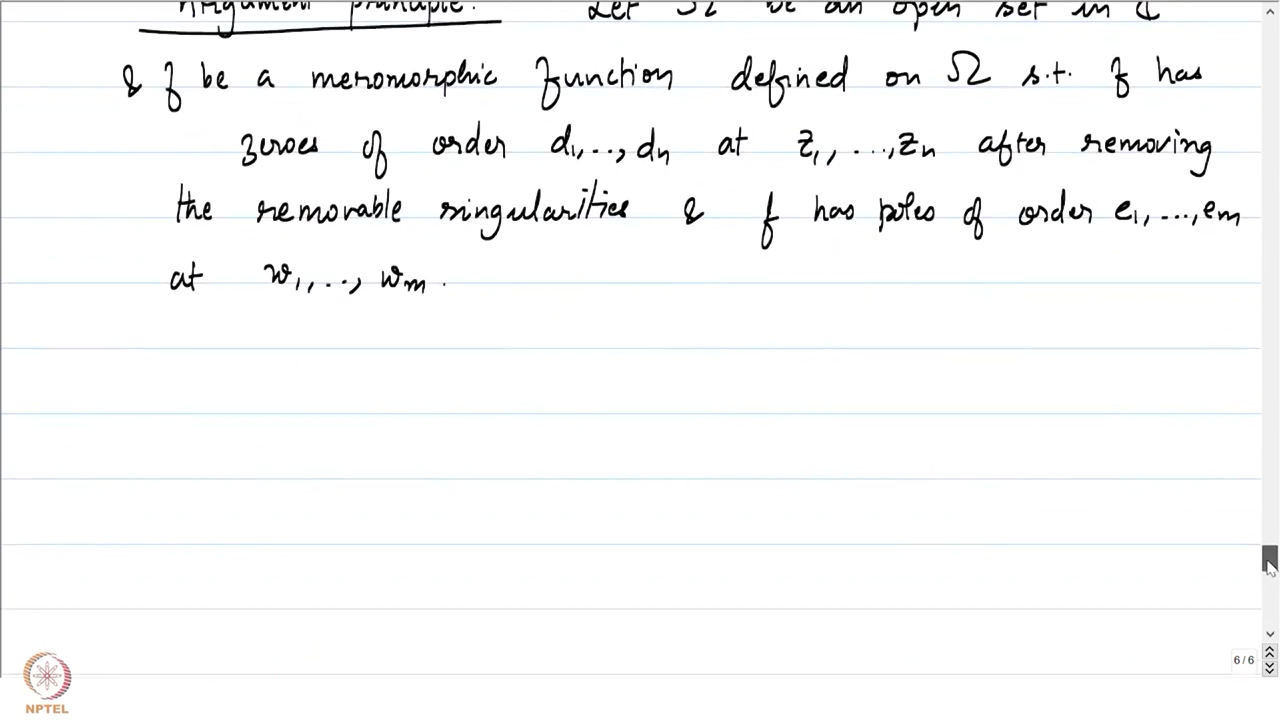 Argument principle: Let Ω be an open set in ℂ
& f be a meromorphic function defined on Ω s.t. f has
zeroes of order d₁,..,dₙ at z₁,...,zₙ after removing
the removable singularities & f has poles of order e₁,...,eₘ
at w₁,..,wₘ.
6 / 6
NPTEL